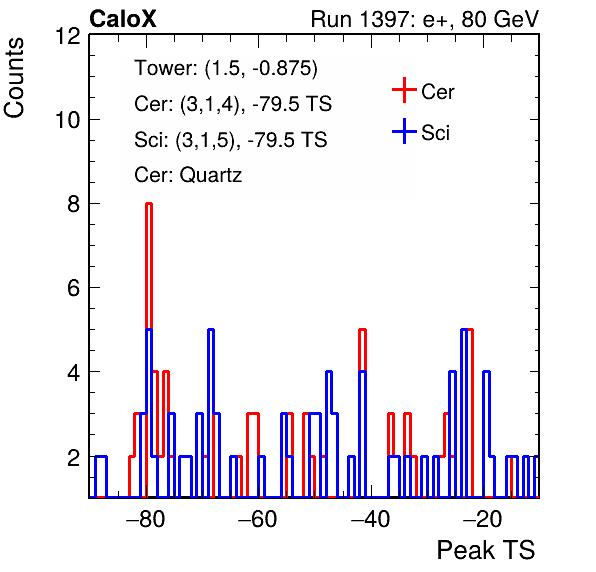 CaloX Run 1397: e+, 80 GeV
Counts
12
10
8
6
4
2
Tower: (1.5, -0.875)
Cer: (3,1,4), -79.5 TS
Sci: (3,1,5), -79.5 TS
Cer: Quartz
Cer
Sci
−80 −60 −40 −20
Peak TS